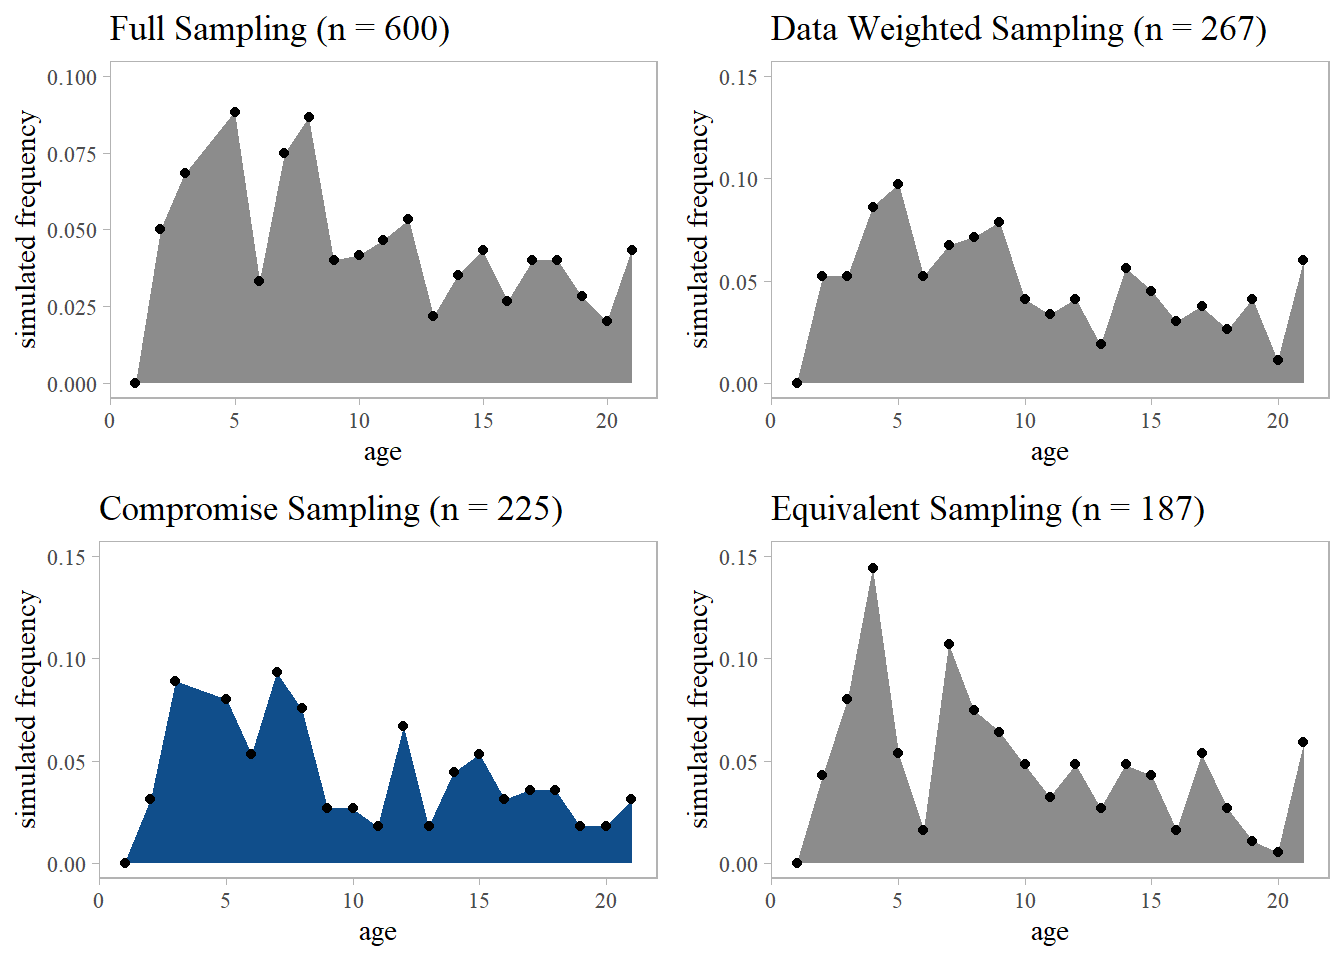 Full Sampling (n = 600)
simulated frequency
0.100
0.075
0.050
0.025
0.000
0 5 10 15 20
age
Data Weighted Sampling (n = 267)
simulated frequency
0.15
0.10
0.05
0.00
0 5 10 15 20
age
Compromise Sampling (n = 225)
simulated frequency
0.15
0.10
0.05
0.00
0 5 10 15 20
age
Equivalent Sampling (n = 187)
simulated frequency
0.15
0.10
0.05
0.00
0 5 10 15 20
age